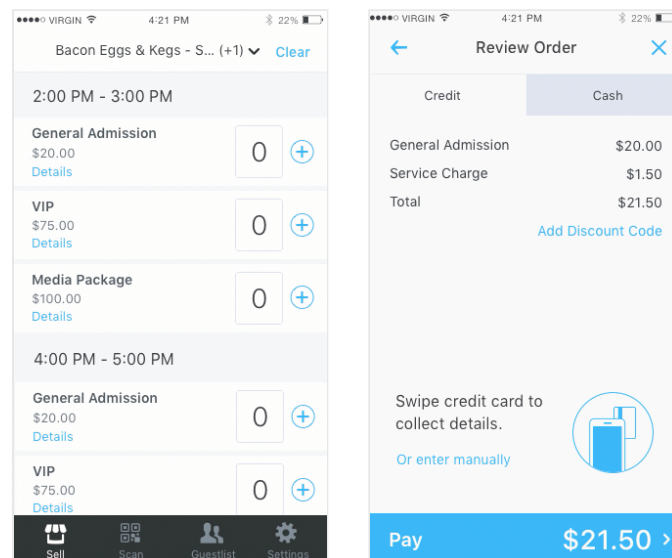 VIRGIN 4:21 PM 22%
Bacon Eggs & Kegs - S... (+1) Clear
2:00 PM - 3:00 PM
General Admission
$20.00
Details
0
VIP
$75.00
Details
0
Media Package
$100.00
Details
0
4:00 PM - 5:00 PM
General Admission
$20.00
Details
0
VIP
$75.00
Details
0
Sell Scan Guestlist Settings
VIRGIN 4:21 PM 22%
Review Order
Credit Cash
General Admission $20.00
Service Charge $1.50
Total $21.50
Add Discount Code
Swipe credit card to
collect details.
Or enter manually
Pay $21.50